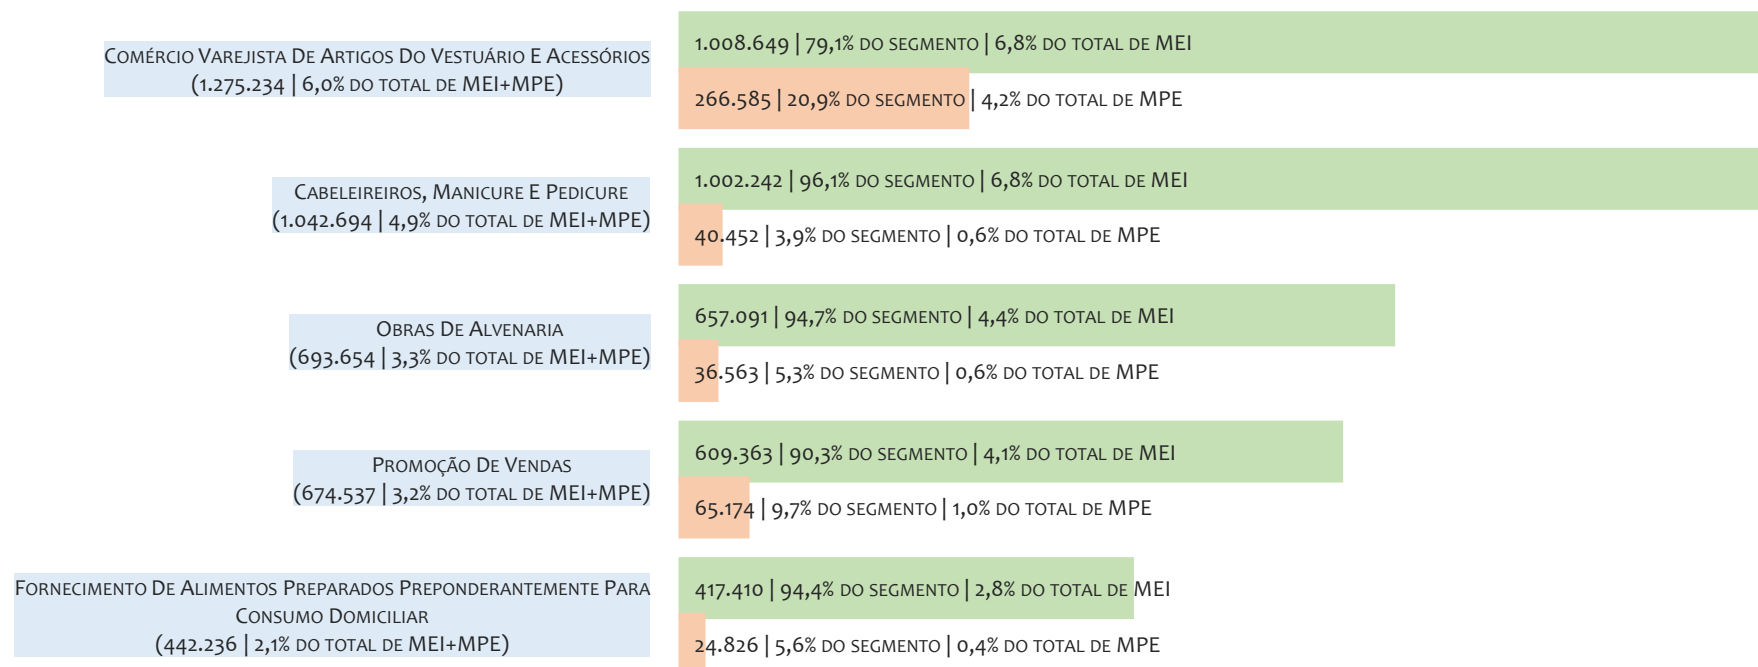 Comércio Varejista De Artigos Do Vestuário E Acessórios
(1.275.234 | 6,0% do total de MEI+MPE)
1.008.649 | 79,1% do segmento | 6,8% do total de MEI
266.585 | 20,9% do segmento | 4,2% do total de MPE
Cabeleireiros, Manicure E Pedicure
(1.042.694 | 4,9% do total de MEI+MPE)
1.002.242 | 96,1% do segmento | 6,8% do total de MEI
40.452 | 3,9% do segmento | 0,6% do total de MPE
Obras De Alvenaria
(693.654 | 3,3% do total de MEI+MPE)
657.091 | 94,7% do segmento | 4,4% do total de MEI
36.563 | 5,3% do segmento | 0,6% do total de MPE
Promoção De Vendas
(674.537 | 3,2% do total de MEI+MPE)
609.363 | 90,3% do segmento | 4,1% do total de MEI
65.174 | 9,7% do segmento | 1,0% do total de MPE
Fornecimento De Alimentos Preparados Preponderantemente Para
Consumo Domiciliar
(442.236 | 2,1% do total de MEI+MPE)
417.410 | 94,4% do segmento | 2,8% do total de MEI
24.826 | 5,6% do segmento | 0,4% do total de MPE